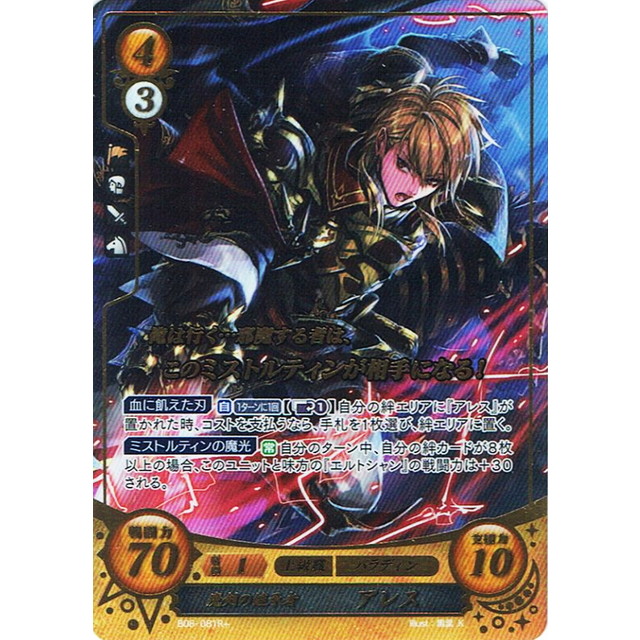 4
3
俺は行く！邪魔する者は、
このミストルティンが相手になる！
血に飢えた刃 自 1ターンに1回 【 1】自分の絆エリアに『アレス』が
置かれた時、コストを支払うなら、手札を1枚選び、絆エリアに置く。
ミストルティンの魔光 常 自分のターン中、自分の絆カードが8枚
以上の場合、このユニットと味方の『エルトシャン』の戦闘力は+30
される。
戦闘力 70
射程 1 上級職 パラディン
支援力 10
魔剣の継承者 アレス
B06-081R+ Illust: